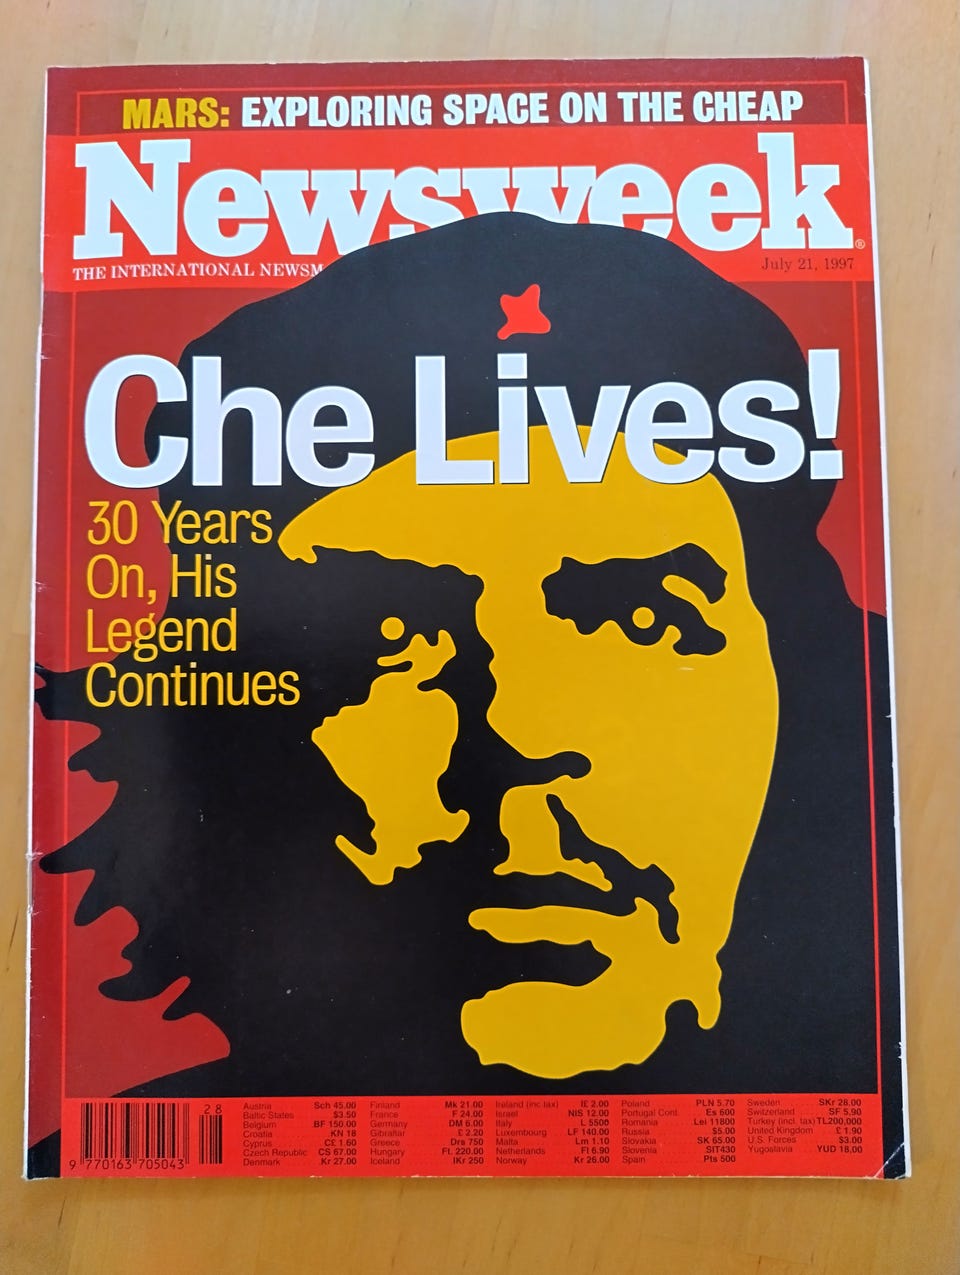 MARS: EXPLORING SPACE ON THE CHEAP
Newsweek®
THE INTERNATIONAL NEWSM
July 21, 1997
Che Lives!
30 Years
On, His
Legend
Continues
28
9 770163 705043
Austria Sch 45.00
Baltic States $3.50
Belgium BF 150.00
Croatia KN 18
Cyprus C£ 1.60
Czech Republic CS 67.00
Denmark Kr 27.00
Finland Mk 21.00
France F 24.00
Germany DM 6.00
Gibraltar £ 2.20
Greece Drs 750
Hungary Ft. 220.00
Iceland IKr 250
Ireland (inc tax) I£ 2.00
Israel NIS 12.00
Italy L 5500
Luxembourg LF 140.00
Malta Lm 1.10
Netherlands Fl 6.90
Norway Kr 26.00
Poland PLN 5.70
Portugal Cont. Es 600
Romania Lei 11800
Russia $5.00
Slovakia SK 65.00
Slovenia SIT430
Spain Pts 500
Sweden SKr 28.00
Switzerland SF 5,90
Turkey (incl. tax) TL200,000
United Kingdom £ 1.90
U.S. Forces $3.00
Yugoslavia YUD 18,00